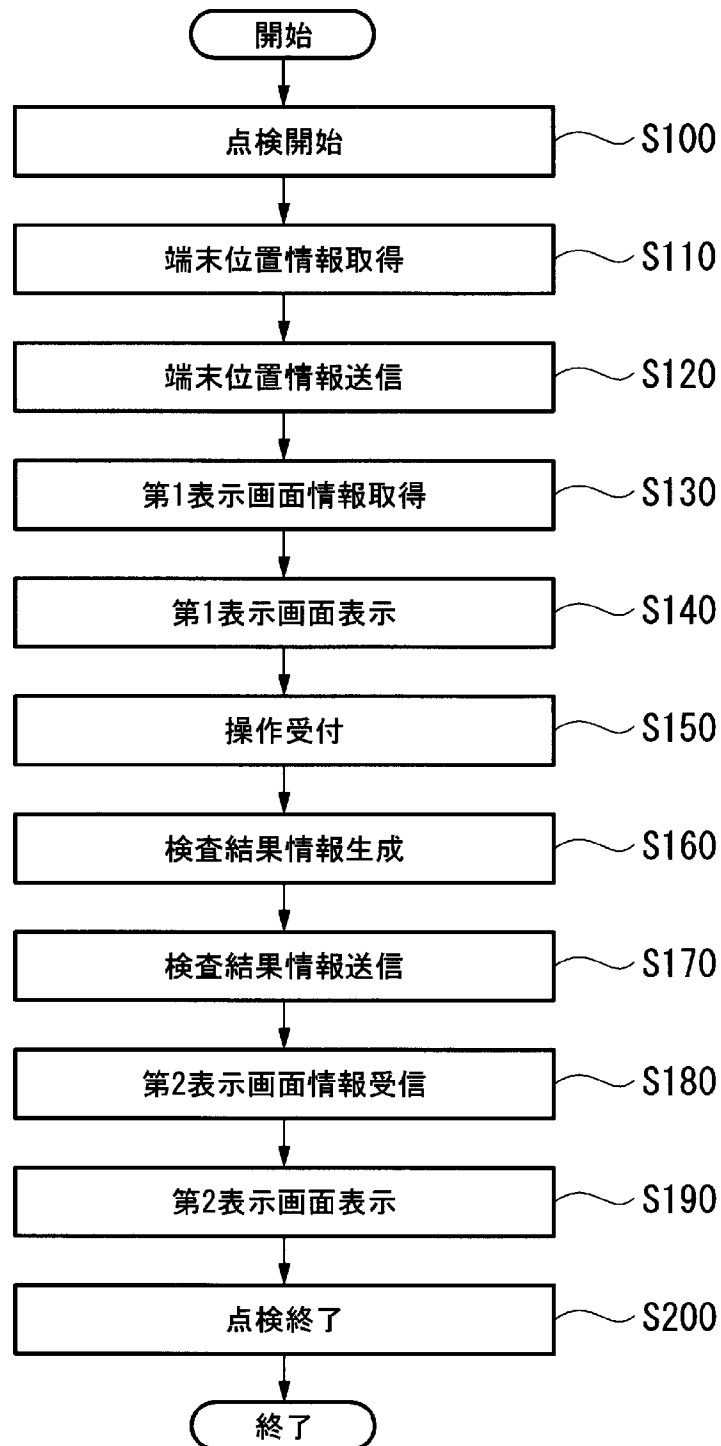 開始
点検開始
S100
端末位置情報取得
S110
端末位置情報送信
S120
第1表示画面情報取得
S130
第1表示画面表示
S140
操作受付
S150
検査結果情報生成
S160
検査結果情報送信
S170
第2表示画面情報受信
S180
第2表示画面表示
S190
点検終了
S200
終了